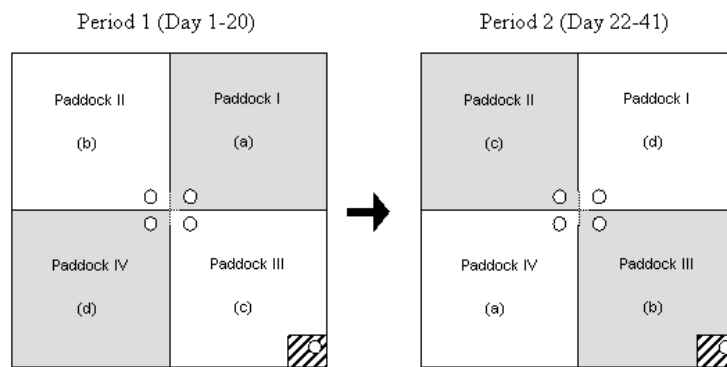 Period 1 (Day 1-20)
Period 2 (Day 22-41)
Paddock II
(b)
Paddock I
(a)
Paddock IV
(d)
Paddock III
(c)
Paddock II
(c)
Paddock I
(d)
Paddock IV
(a)
Paddock III
(b)